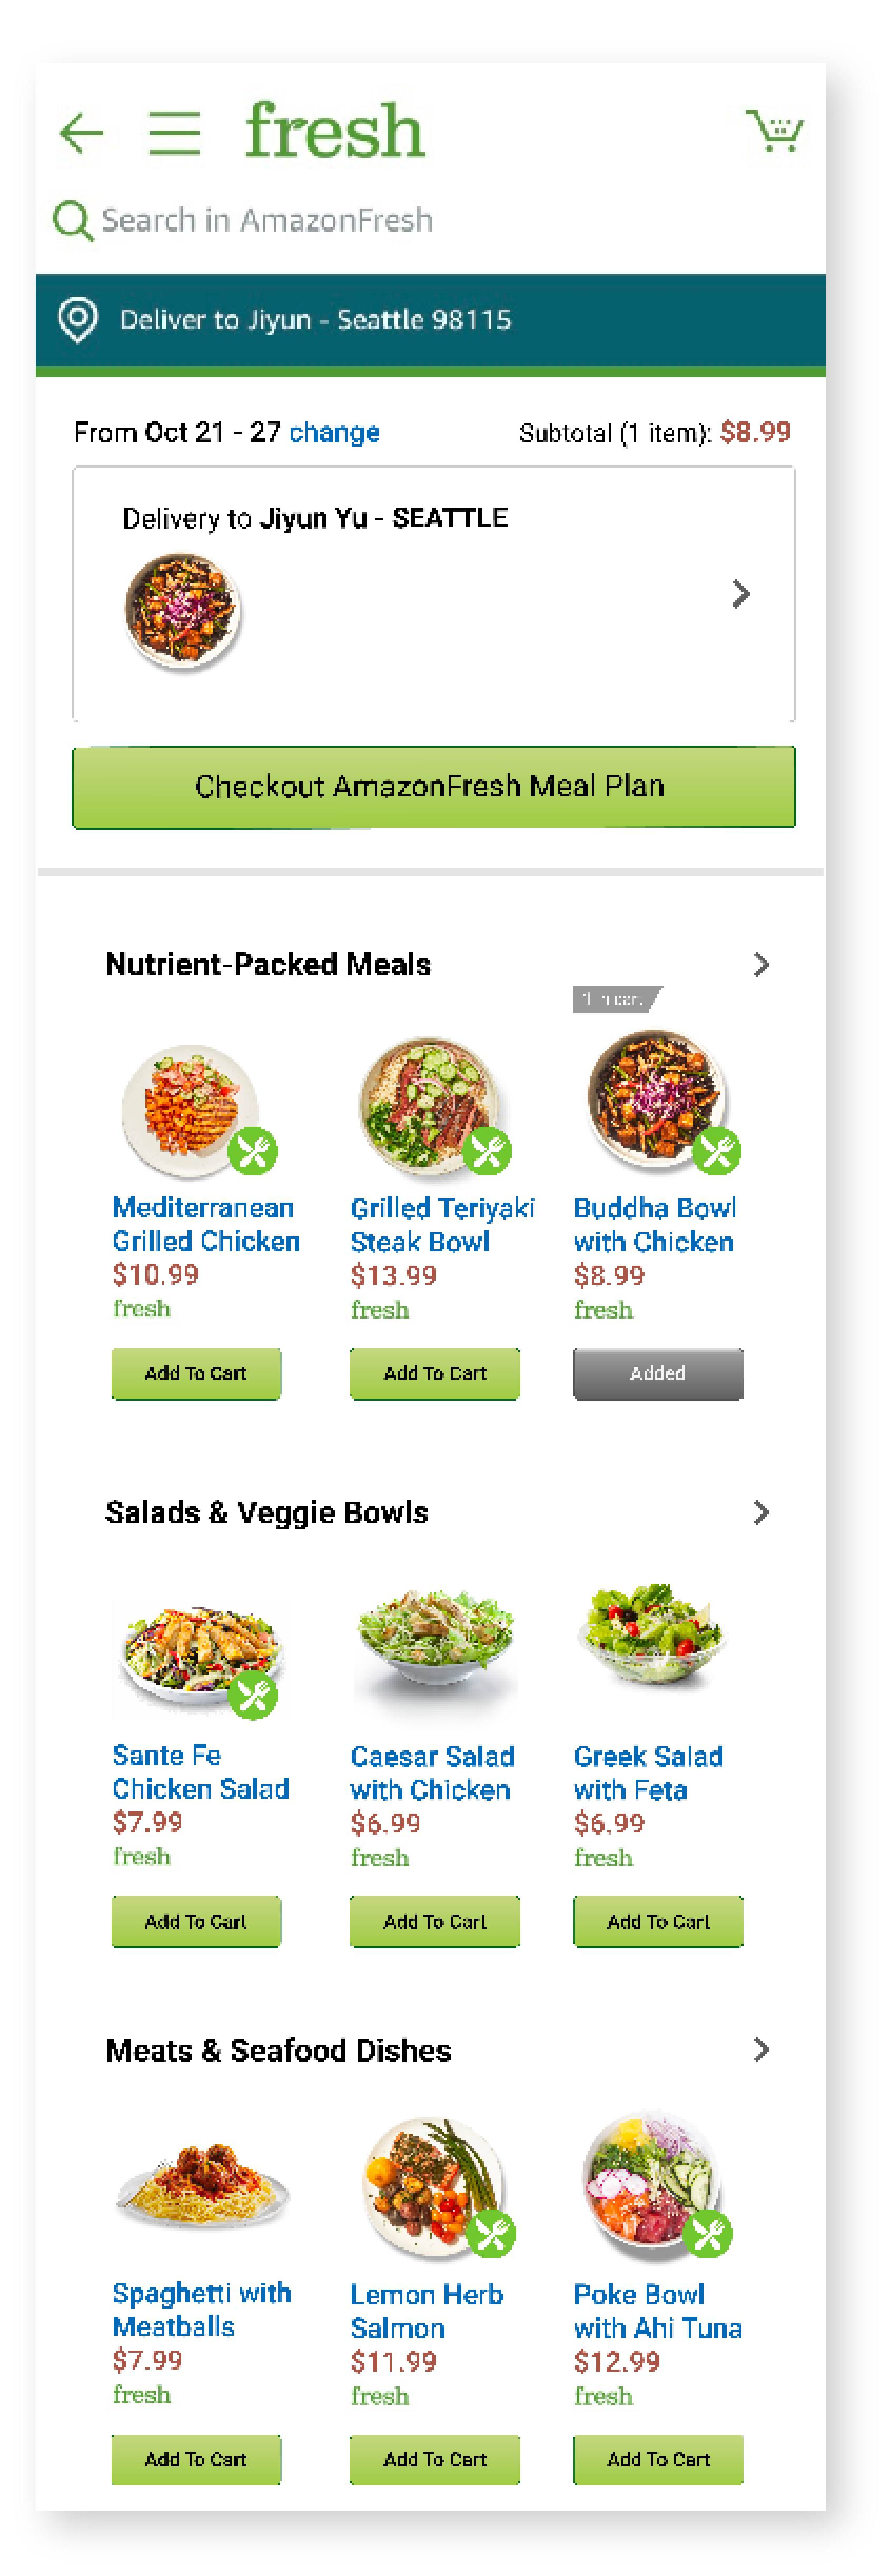 fresh
Search in AmazonFresh
Deliver to Jiyun - Seattle 98115
From Oct 21 - 27 change
Subtotal (1 item): $8.99
Delivery to Jiyun Yu - SEATTLE
Checkout AmazonFresh Meal Plan
Nutrient-Packed Meals
1 in cart
Mediterranean
Grilled Chicken
$10.99
fresh
Add To Cart
Grilled Teriyaki
Steak Bowl
$13.99
fresh
Add To Cart
Buddha Bowl
with Chicken
$8.99
fresh
Added
Salads & Veggie Bowls
Sante Fe
Chicken Salad
$7.99
fresh
Add To Cart
Caesar Salad
with Chicken
$6.99
fresh
Add To Cart
Greek Salad
with Feta
$6.99
fresh
Add To Cart
Meats & Seafood Dishes
Spaghetti with
Meatballs
$7.99
fresh
Add To Cart
Lemon Herb
Salmon
$11.99
fresh
Add To Cart
Poke Bowl
with Ahi Tuna
$12.99
fresh
Add To Cart